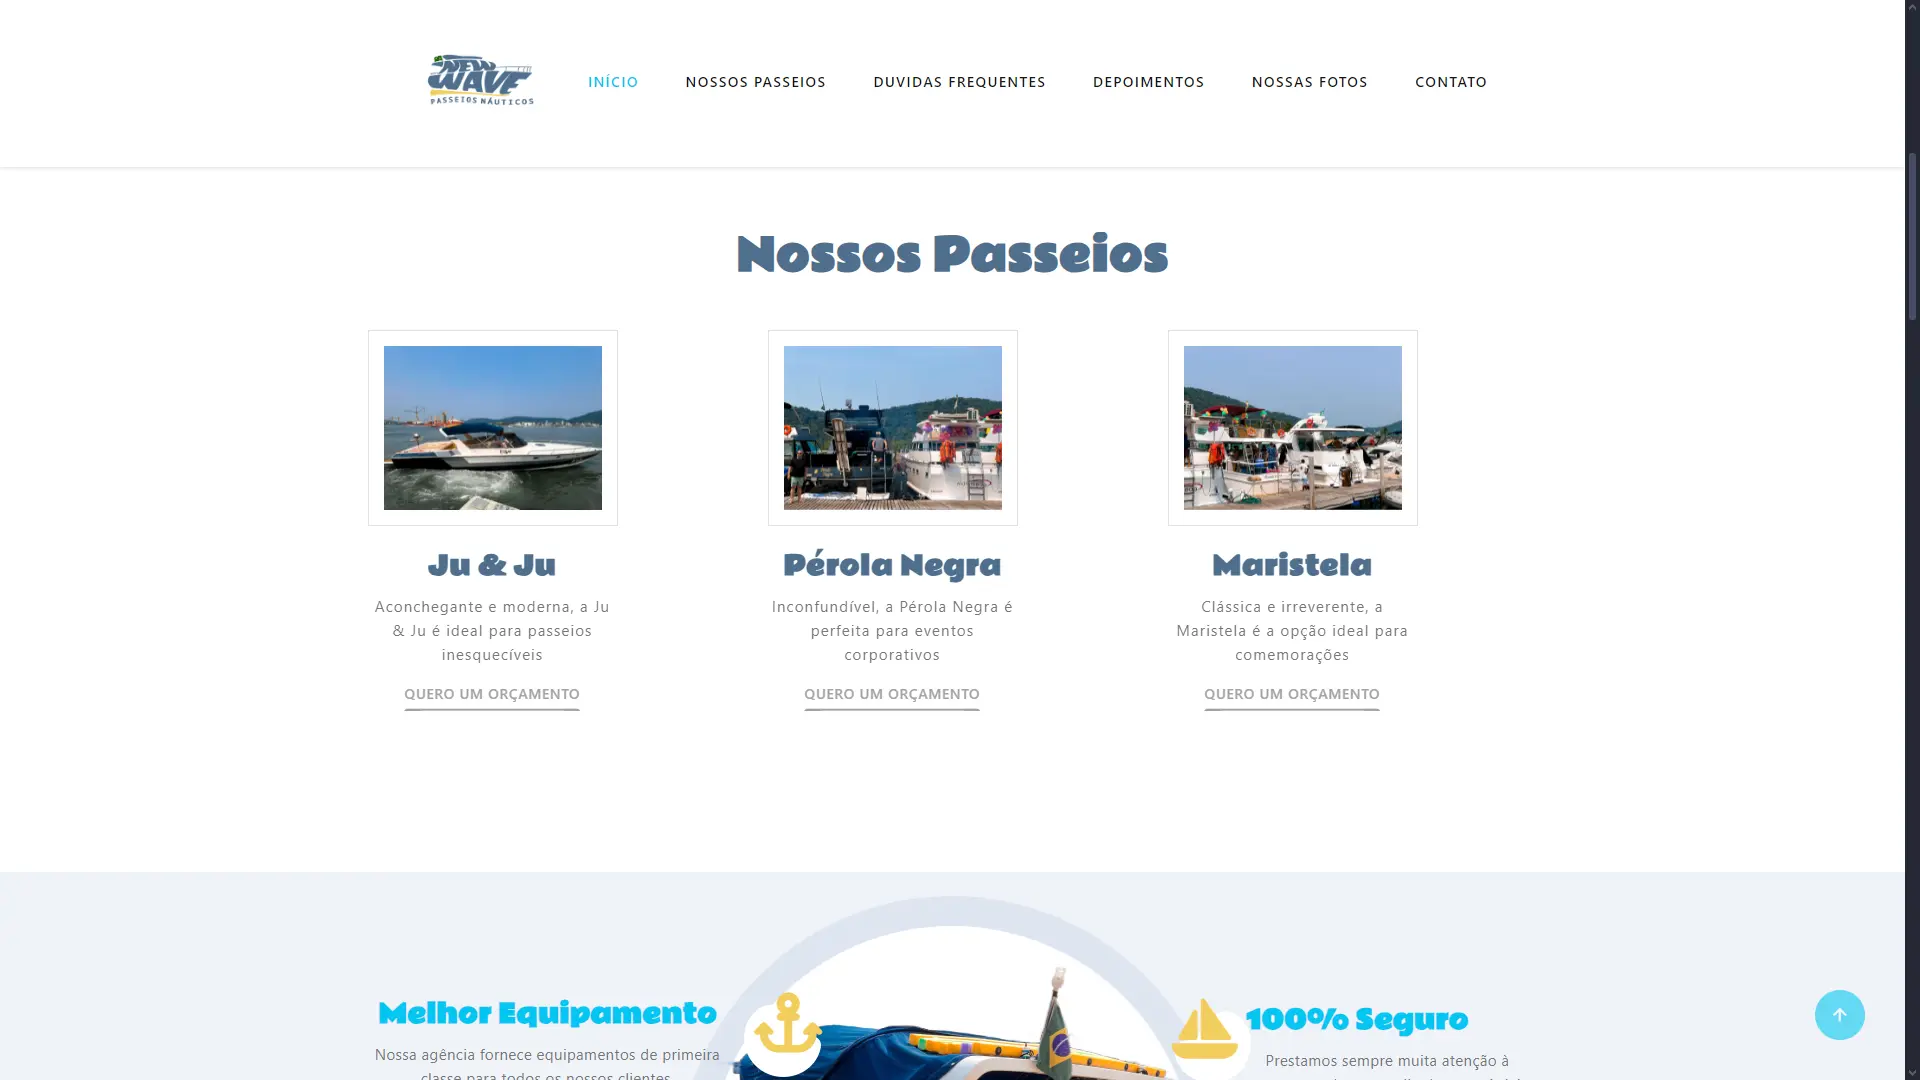 NEW
WAVE
PASSEIOS NÁUTICOS
INÍCIO
NOSSOS PASSEIOS
DUVIDAS FREQUENTES
DEPOIMENTOS
NOSSAS FOTOS
CONTATO
Nossos Passeios
Ju & Ju
Aconchegante e moderna, a Ju
& Ju é ideal para passeios
inesquecíveis
QUERO UM ORÇAMENTO
Pérola Negra
Inconfundível, a Pérola Negra é
perfeita para eventos
corporativos
QUERO UM ORÇAMENTO
Maristela
Clássica e irreverente, a
Maristela é a opção ideal para
comemorações
QUERO UM ORÇAMENTO
Melhor Equipamento
Nossa agência fornece equipamentos de primeira
classe para todos os nossos clientes
100% Seguro
Prestamos sempre muita atenção à